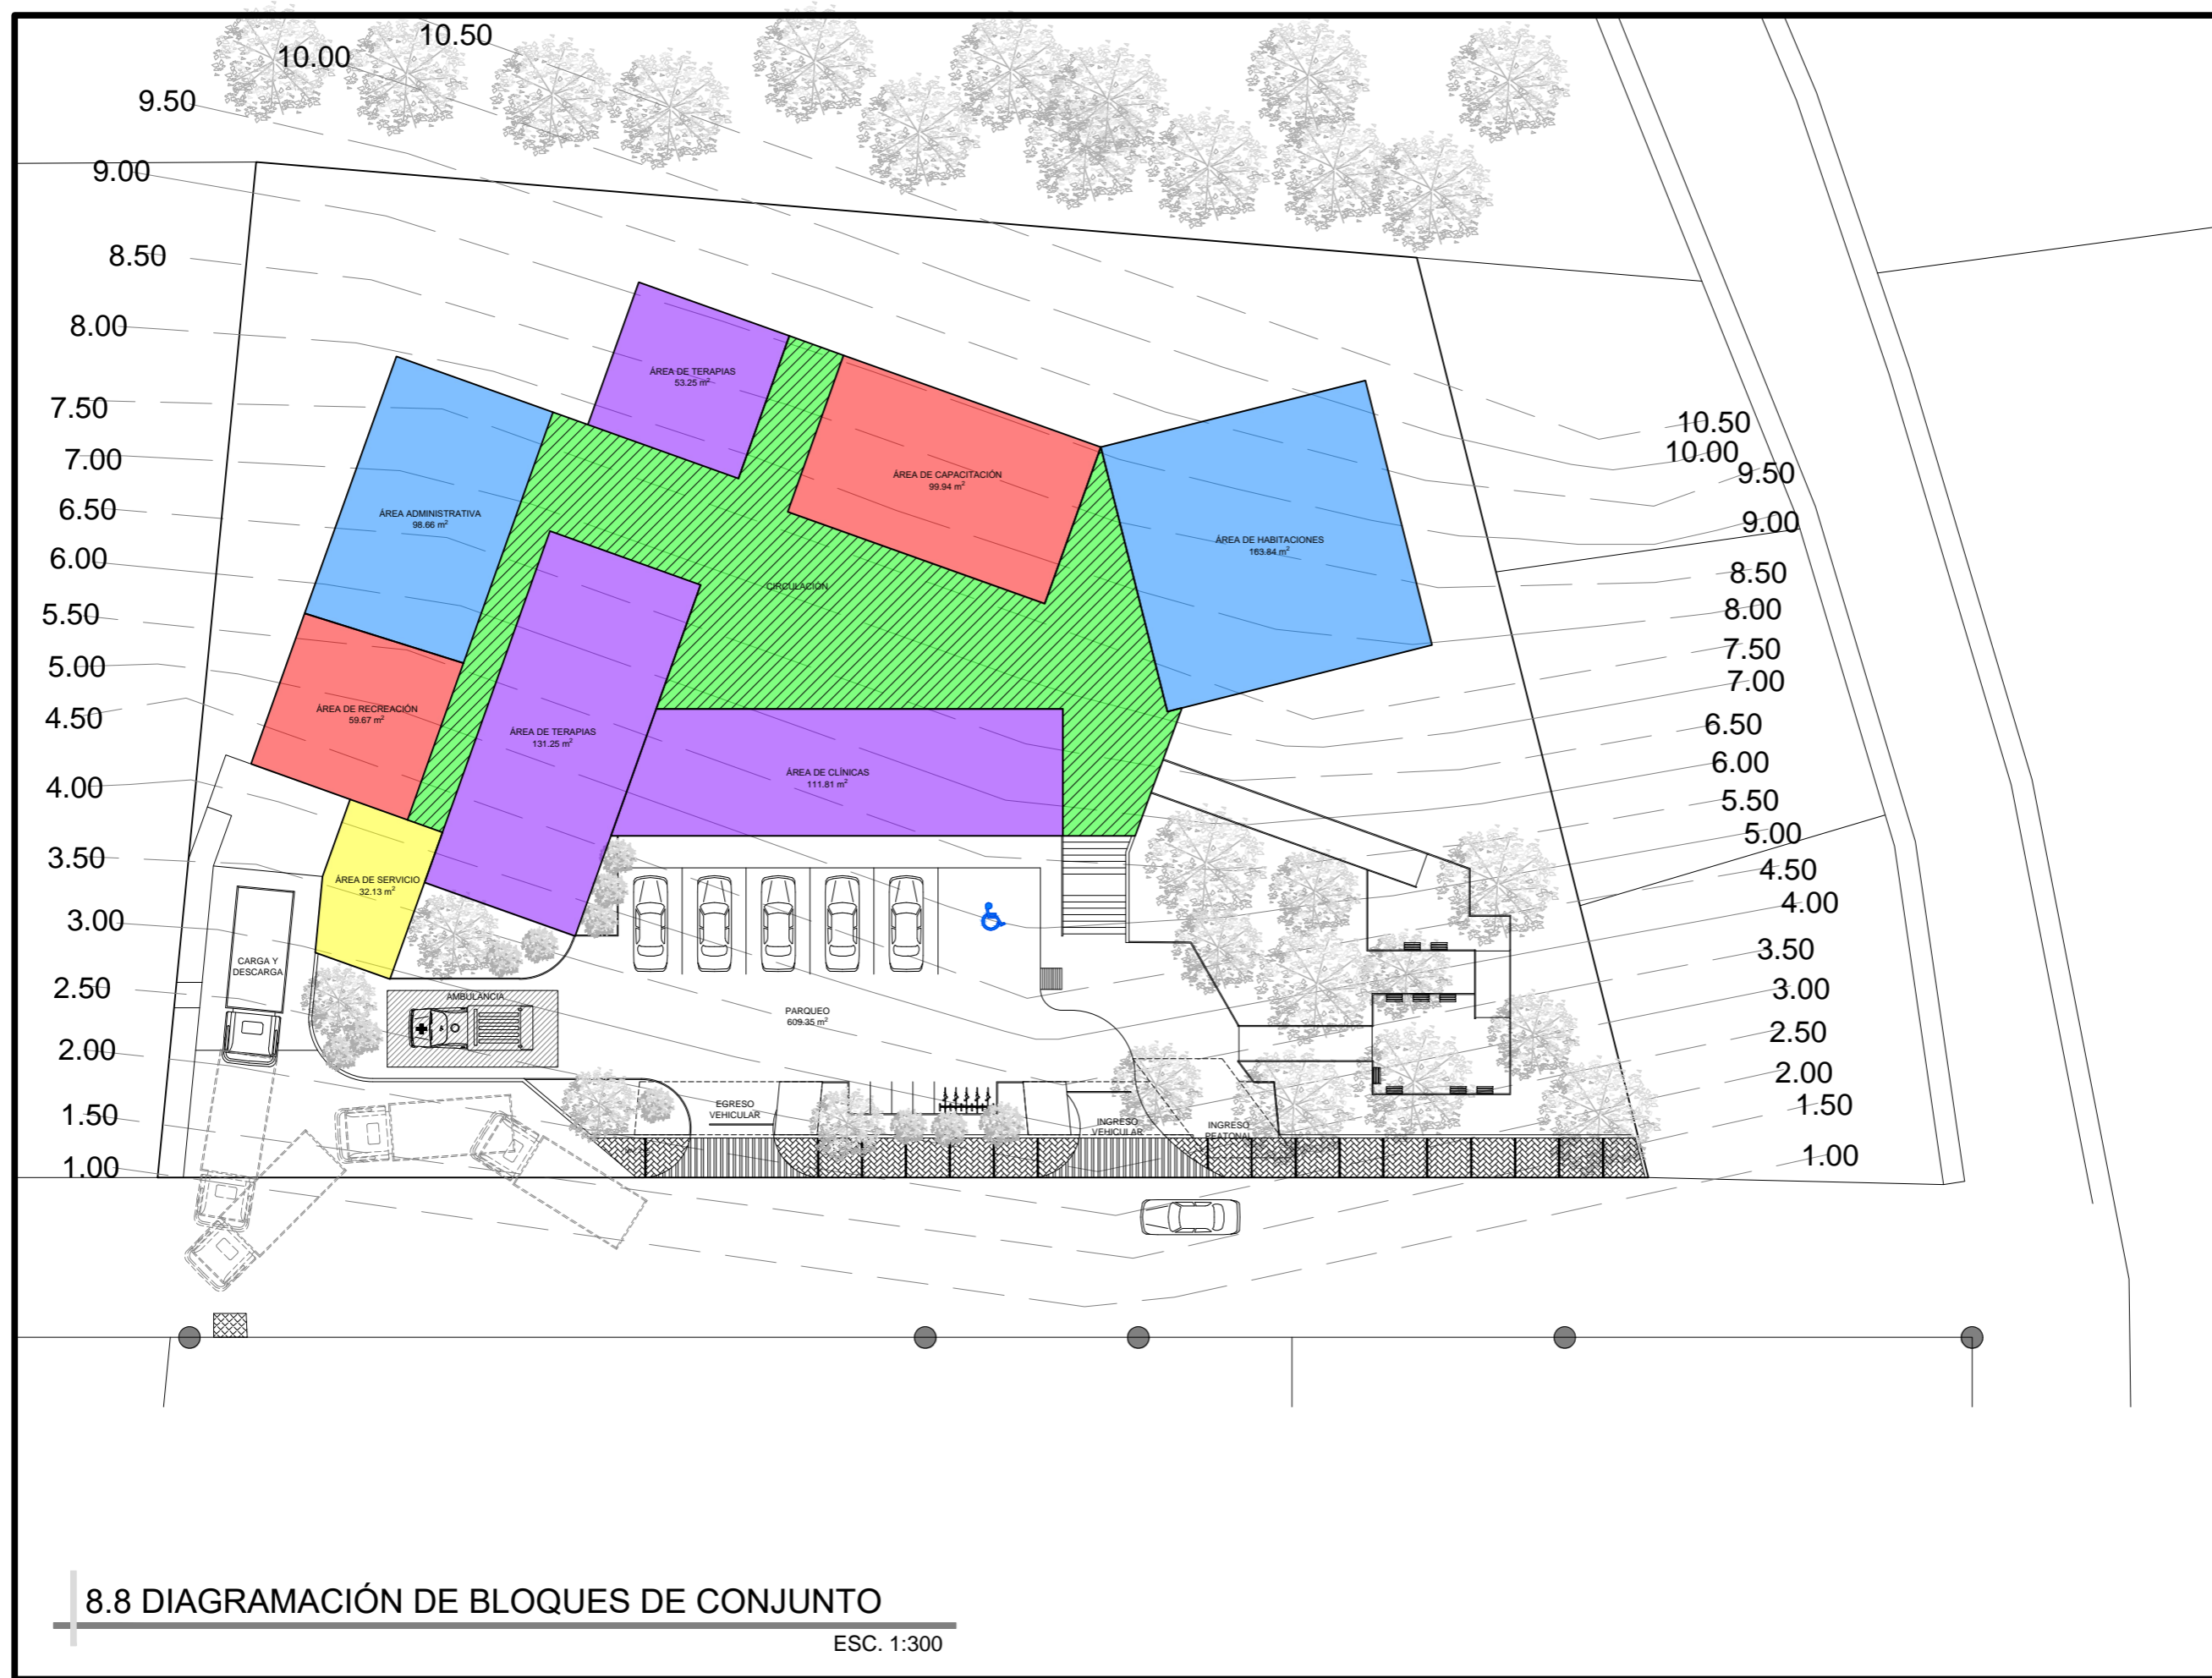 10.50
10.00
9.50
9.00
8.50
8.00
7.50
7.00
6.50
6.00
5.50
5.00
4.50
4.00
3.50
3.00
2.50
2.00
1.50
1.00
ÁREA DE TERAPIAS
53.25 m²
ÁREA DE CAPACITACIÓN
99.94 m²
ÁREA ADMINISTRATIVA
98.66 m²
ÁREA DE HABITACIONES
163.84 m²
CIRCULACIÓN
ÁREA DE RECREACIÓN
59.67 m²
ÁREA DE TERAPIAS
131.25 m²
ÁREA DE CLÍNICAS
111.81 m²
ÁREA DE SERVICIO
32.13 m²
CARGA Y
DESCARGA
AMBULANCIA
PARQUEO
609.35 m²
EGRESO
VEHICULAR
INGRESO
VEHICULAR
INGRESO
PEATONAL
10.50
10.00
9.50
9.00
8.50
8.00
7.50
7.00
6.50
6.00
5.50
5.00
4.50
4.00
3.50
3.00
2.50
2.00
1.50
1.00
8.8 DIAGRAMACIÓN DE BLOQUES DE CONJUNTO
ESC. 1:300